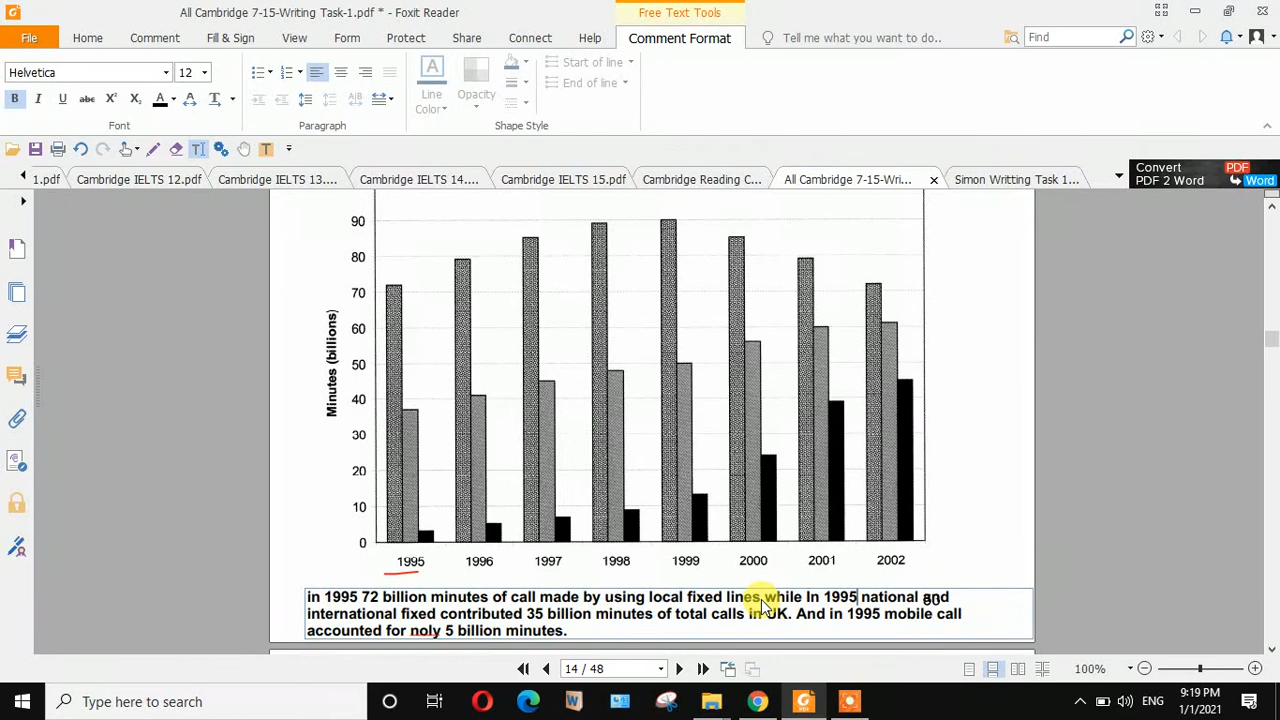 All Cambridge 7-15-Writing Task-1.pdf * - Foxit Reader
Free Text Tools
File Home Comment Fill & Sign View Form Protect Share Connect Help Comment Format Tell me what you want to do.. Find
Helvetica 12
Start of line
End of line
Line Color
Opacity
Font Paragraph Shape Style
1.pdf Cambridge IELTS 12.pdf Cambridge IELTS 13.... Cambridge IELTS 14.... Cambridge IELTS 15.pdf Cambridge Reading C... All Cambridge 7-15-Wri... Simon Writting Task 1...
Convert PDF
PDF 2 Word Word
Minutes (billions)
90
80
70
60
50
40
30
20
10
0
1995 1996 1997 1998 1999 2000 2001 2002
in 1995 72 billion minutes of call made by using local fixed lines while In 1995 national and
international fixed contributed 35 billion minutes of total calls in UK. And in 1995 mobile call
accounted for noly 5 billion minutes.
14 / 48
100%
Type here to search
ENG
9:19 PM
1/1/2021